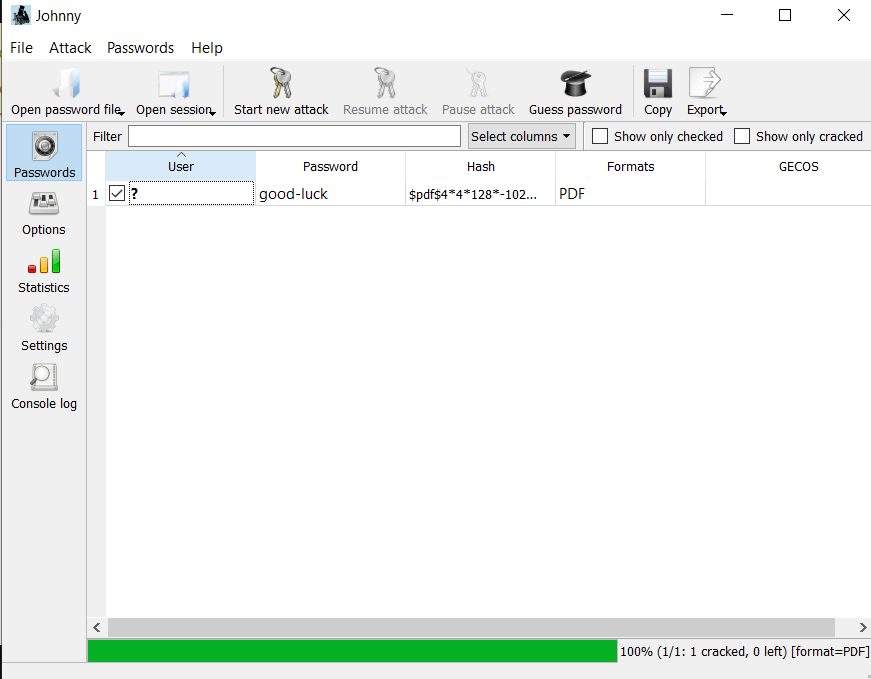 Johnny
File Attack Passwords Help
Open password file Open session Start new attack Resume attack Pause attack Guess password Copy Export
Passwords
Filter Select columns Show only checked Show only cracked
User Password Hash Formats GECOS
1 ? good-luck $pdf$4*4*128*-102... PDF
Options
Statistics
Settings
Console log
100% (1/1: 1 cracked, 0 left) [format=PDF]